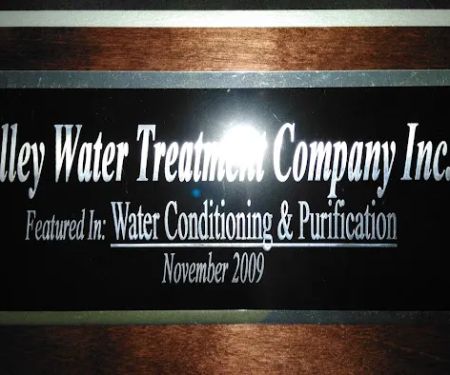 lley Water Treatment Company Inc.
Featured In: Water Conditioning & Purification
November 2009